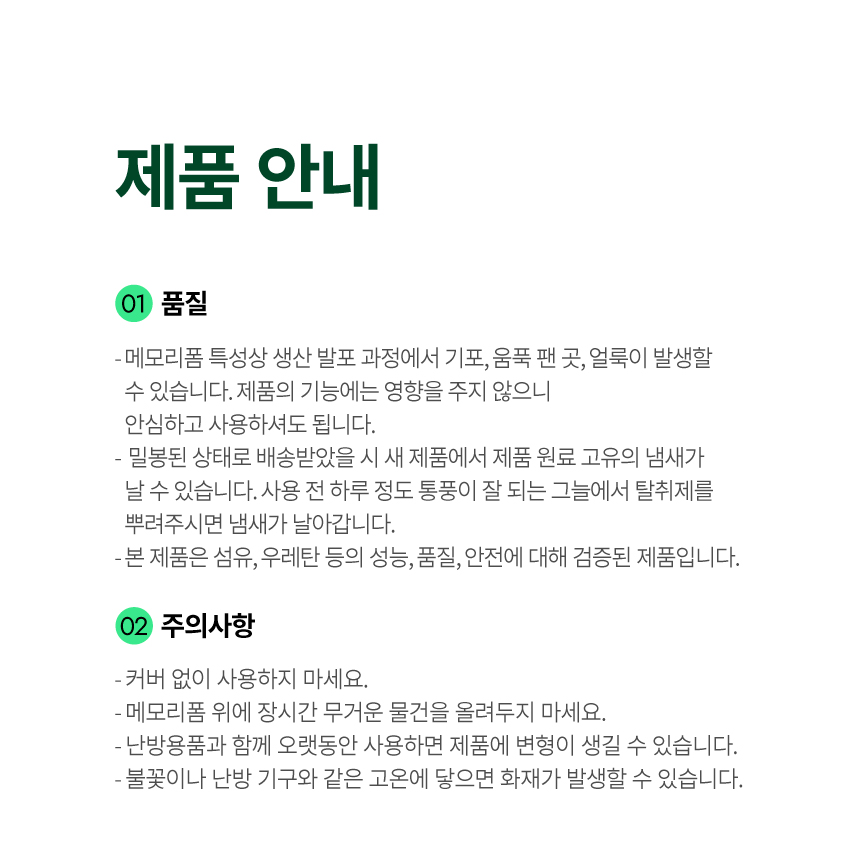 제품 안내
01 품질
- 메모리폼 특성상 생산 발포 과정에서 기포, 움푹 팬 곳, 얼룩이 발생할
수 있습니다. 제품의 기능에는 영향을 주지 않으니
안심하고 사용하셔도 됩니다.
- 밀봉된 상태로 배송받았을 시 새 제품에서 제품 원료 고유의 냄새가
날 수 있습니다. 사용 전 하루 정도 통풍이 잘 되는 그늘에서 탈취제를
뿌려주시면 냄새가 날아갑니다.
- 본 제품은 섬유, 우레탄 등의 성능, 품질, 안전에 대해 검증된 제품입니다.
02 주의사항
- 커버 없이 사용하지 마세요.
- 메모리폼 위에 장시간 무거운 물건을 올려두지 마세요.
- 난방용품과 함께 오랫동안 사용하면 제품에 변형이 생길 수 있습니다.
- 불꽃이나 난방 기구와 같은 고온에 닿으면 화재가 발생할 수 있습니다.